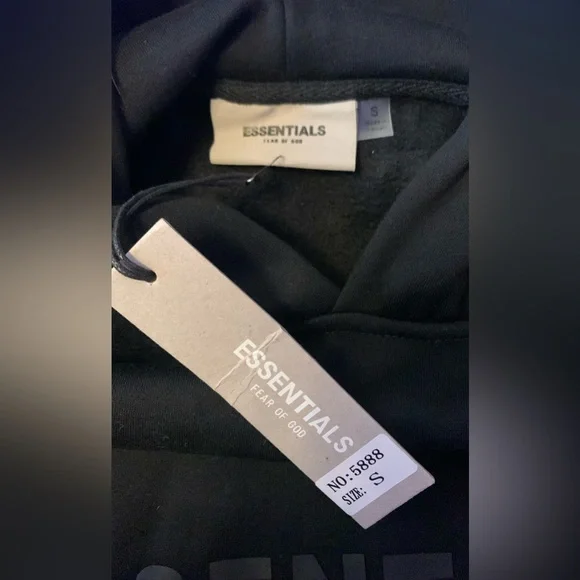 ESSENTIALS
FEAR OF GOD
S
ESSENTIALS
FEAR OF GOD
NO:5888
SIZE: S